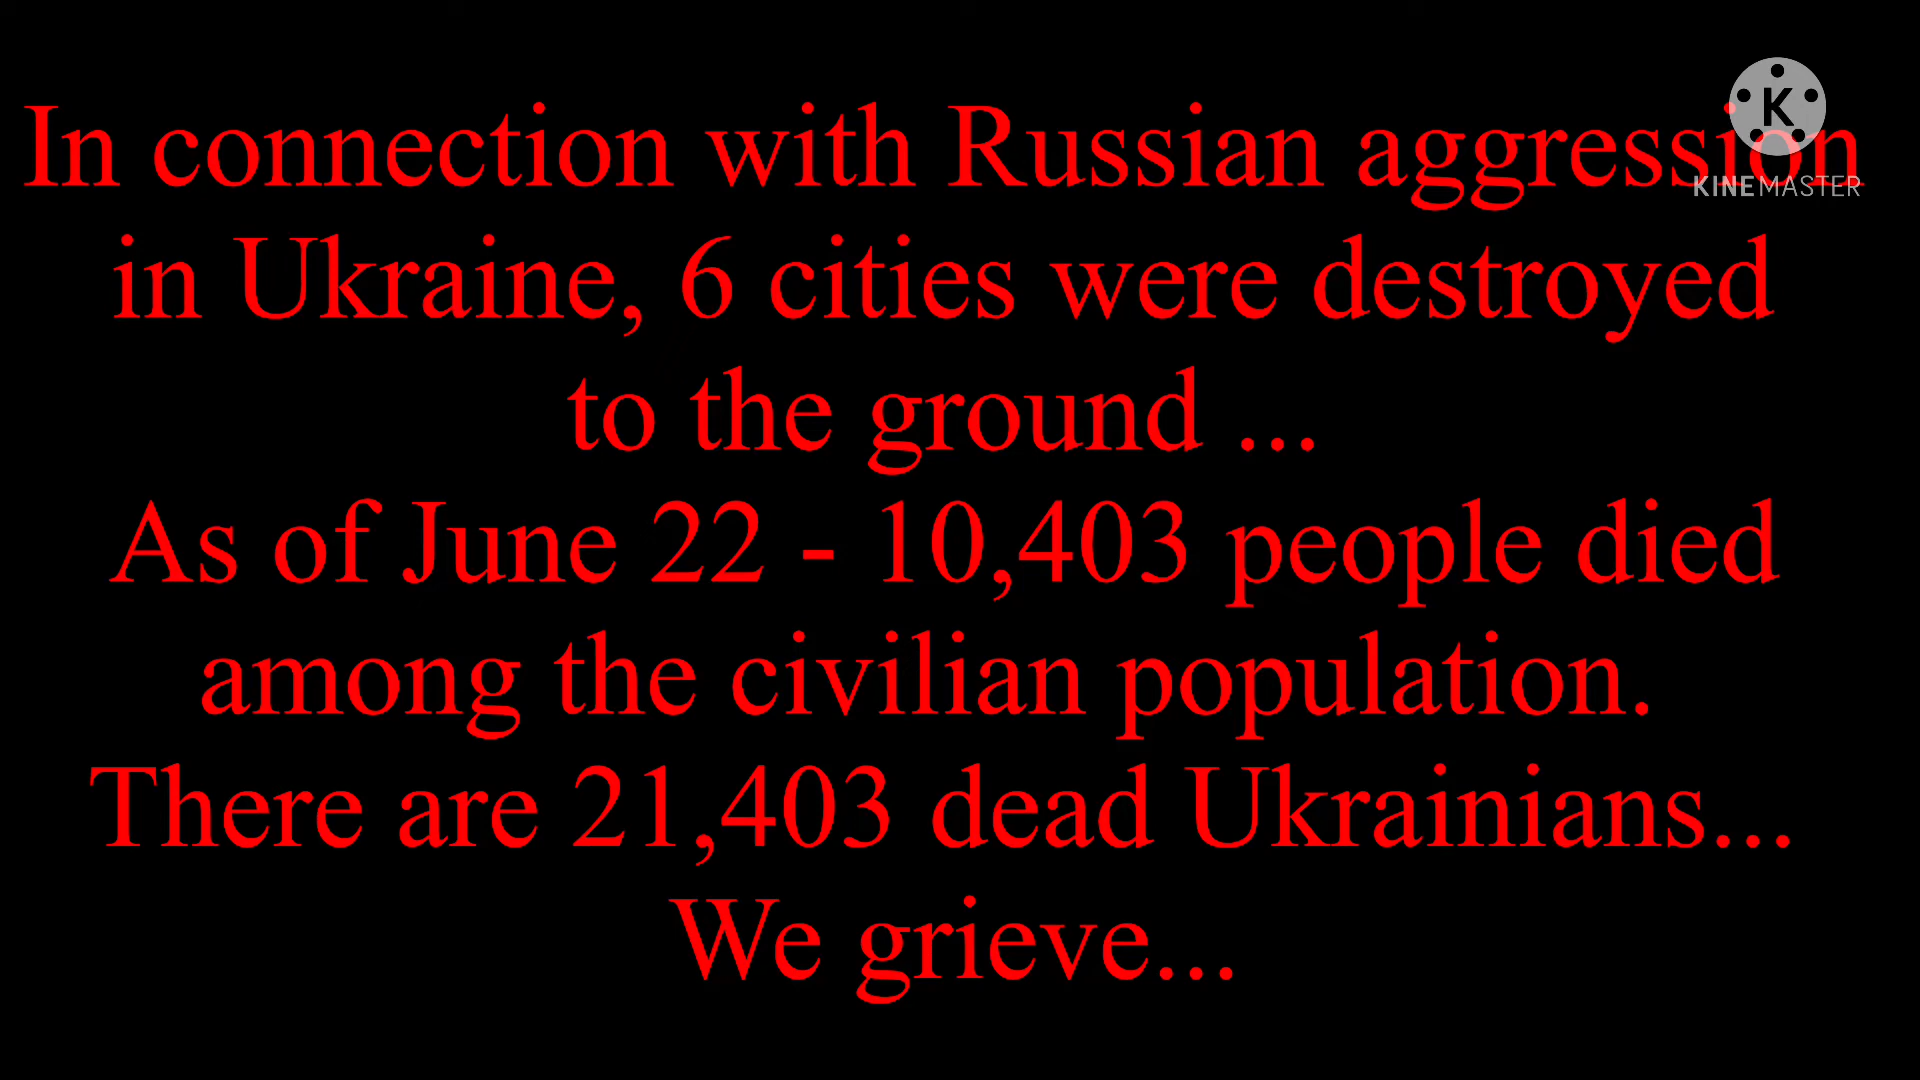 In connection with Russian aggression
in Ukraine, 6 cities were destroyed
to the ground ...
As of June 22 - 10,403 people died
among the civilian population.
There are 21,403 dead Ukrainians...
We grieve...
K
KINEMASTER